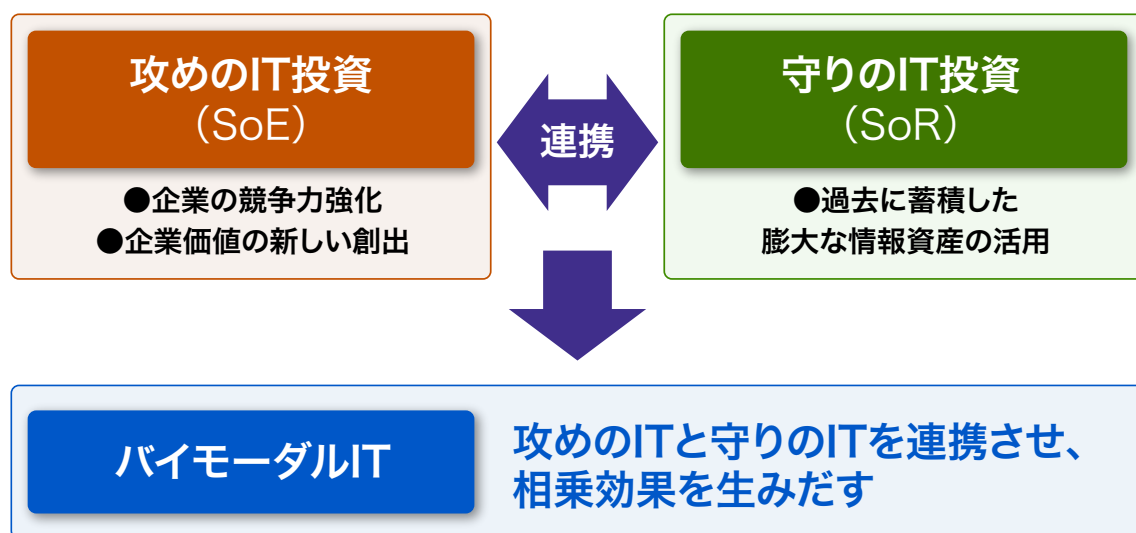 攻めのIT投資
（SoE）
●企業の競争力強化
●企業価値の新しい創出
連携
守りのIT投資
（SoR）
●過去に蓄積した
膨大な情報資産の活用
バイモーダルIT
攻めのITと守りのITを連携させ、
相乗効果を生みだす